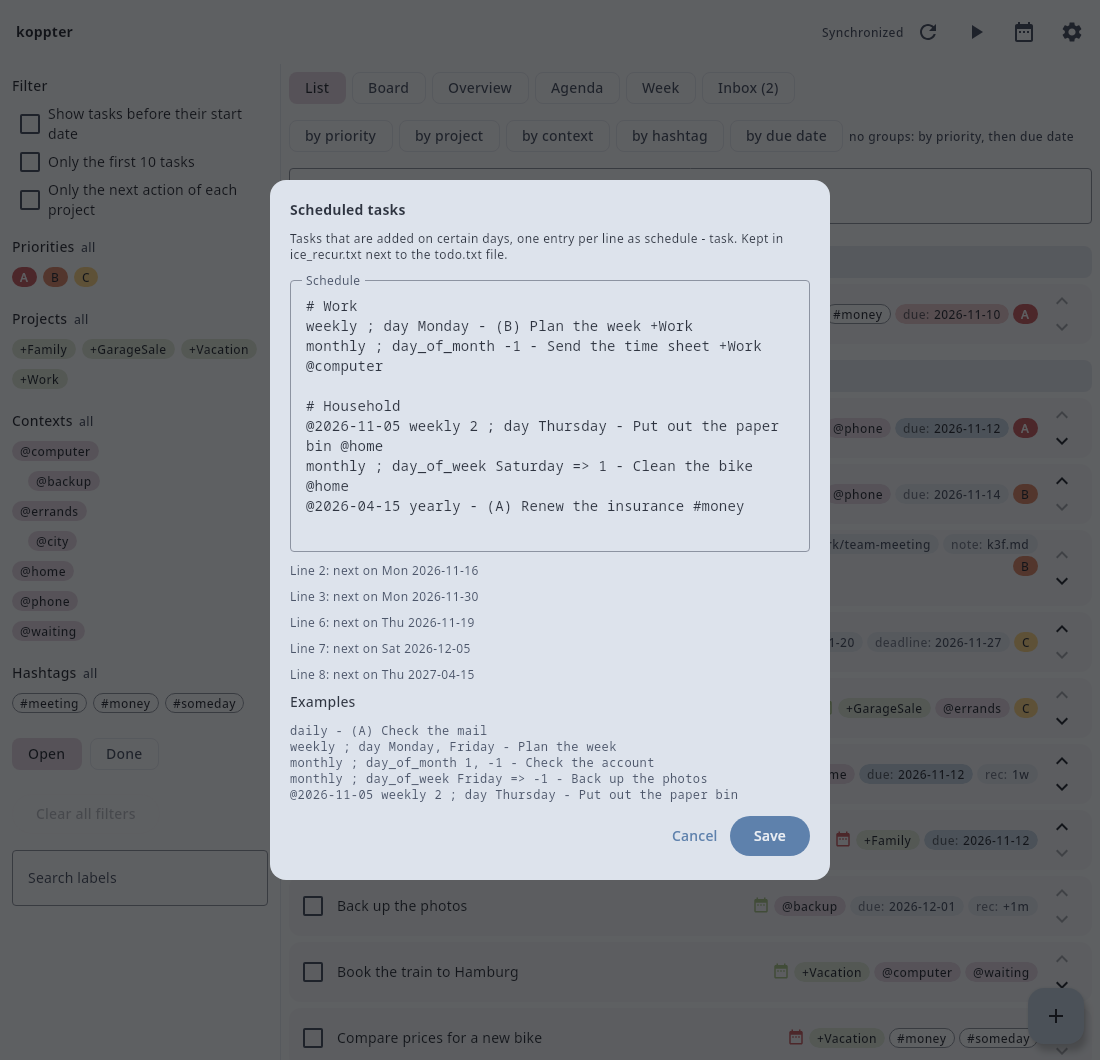 koppter
Synchronized
Filter
Show tasks before their start
date
Only the first 10 tasks
Only the next action of each
project
Priorities all
A B C
Projects all
+Family +GarageSale +Vacation
+Work
Contexts all
@computer
@backup
@errands
@city
@home
@phone
@waiting
Hashtags all
#meeting #money #someday
Open Done
Clear all filters
Search labels
List Board Overview Agenda Week Inbox (2)
by priority by project by context by hashtag by due date no groups: by priority, then due date
Scheduled tasks
Tasks that are added on certain days, one entry per line as schedule - task. Kept in
ice_recur.txt next to the todo.txt file.
Schedule
# Work
weekly ; day Monday - (B) Plan the week +Work
monthly ; day_of_month -1 - Send the time sheet +Work
@computer
# Household
@2026-11-05 weekly 2 ; day Thursday - Put out the paper
bin @home
monthly ; day_of_week Saturday => 1 - Clean the bike
@home
@2026-04-15 yearly - (A) Renew the insurance #money
Line 2: next on Mon 2026-11-16
Line 3: next on Mon 2026-11-30
Line 6: next on Thu 2026-11-19
Line 7: next on Sat 2026-12-05
Line 8: next on Thu 2027-04-15
Examples
daily - (A) Check the mail
weekly ; day Monday, Friday - Plan the week
monthly ; day_of_month 1, -1 - Check the account
monthly ; day_of_week Friday => -1 - Back up the photos
@2026-11-05 weekly 2 ; day Thursday - Put out the paper bin
Cancel Save
#money due: 2026-11-10 A
@phone due: 2026-11-12 A
@phone due: 2026-11-14 B
k/team-meeting note: k3f.md
B
1-20 deadline: 2026-11-27 C
+GarageSale @errands C
me due: 2026-11-12 rec: 1w
+Family due: 2026-11-12
Back up the photos @backup due: 2026-12-01 rec: +1m
Book the train to Hamburg +Vacation @computer @waiting
Compare prices for a new bike +Vacation #money #someday